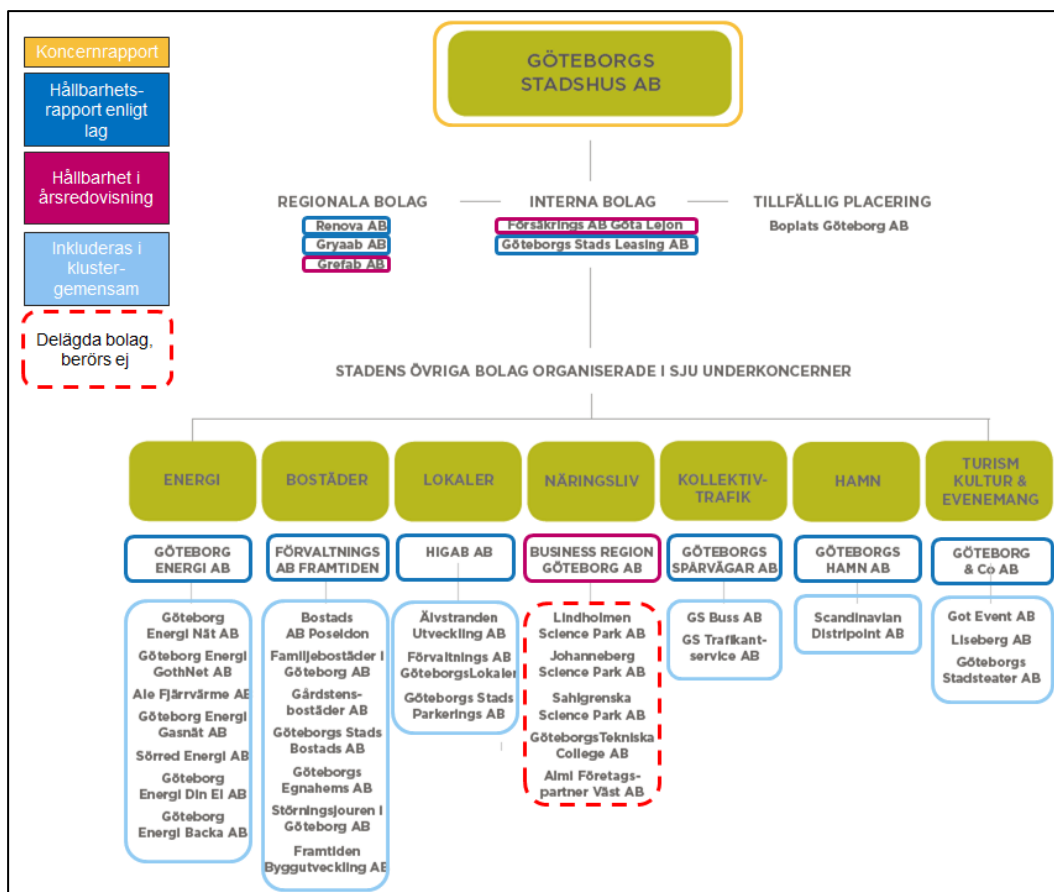 Koncernrapport
Hållbarhets-
rapport enligt
lag
Hållbarhet i
årsredovisning
Inkluderas i
kluster-
gemensam
Delägda bolag,
berörs ej
GÖTEBORGS
STADSHUS AB
REGIONALA BOLAG
Renova AB
Gryaab AB
Grefab AB
INTERNA BOLAG
Försäkrings AB Göta Lejon
Göteborgs Stads Leasing AB
TILLFÄLLIG PLACERING
Boplats Göteborg AB
STADENS ÖVRIGA BOLAG ORGANISERADE I SJU UNDERKONCERNER
ENERGI
GÖTEBORG
ENERGI AB
Göteborg
Energi Nät AB
Göteborg Energi
GothNet AB
Ale Fjärrvärme AB
Göteborg Energi
Gasnät AB
Sörred Energi AB
Göteborg
Energi Din El AB
Göteborg
Energi Backa AB
BOSTÄDER
FÖRVALTNINGS
AB FRAMTIDEN
Bostads
AB Poseidon
Familjebostäder i
Göteborg AB
Gårdstens-
bostäder AB
Göteborgs Stads
Bostads AB
Göteborgs
Egnahems AB
Störningsjouren i
Göteborg AB
Framtiden
Byggutveckling AB
LOKALER
HIGAB AB
Älvstranden
Utveckling AB
Förvaltnings AB
GöteborgsLokaler
Göteborgs Stads
Parkerings AB
NÄRINGSLIV
BUSINESS REGION
GÖTEBORG AB
Lindholmen
Science Park AB
Johanneberg
Science Park AB
Sahlgrenska
Science Park AB
GöteborgsTekniska
College AB
Almi Företags-
partner Väst AB
KOLLEKTIV-
TRAFIK
GÖTEBORGS
SPÅRVÄGAR AB
GS Buss AB
GS Trafikant-
service AB
HAMN
GÖTEBORGS
HAMN AB
Scandinavian
Distripoint AB
TURISM
KULTUR &
EVENEMANG
GÖTEBORG
& Co AB
Got Event AB
Liseberg AB
Göteborgs
Stadsteater AB